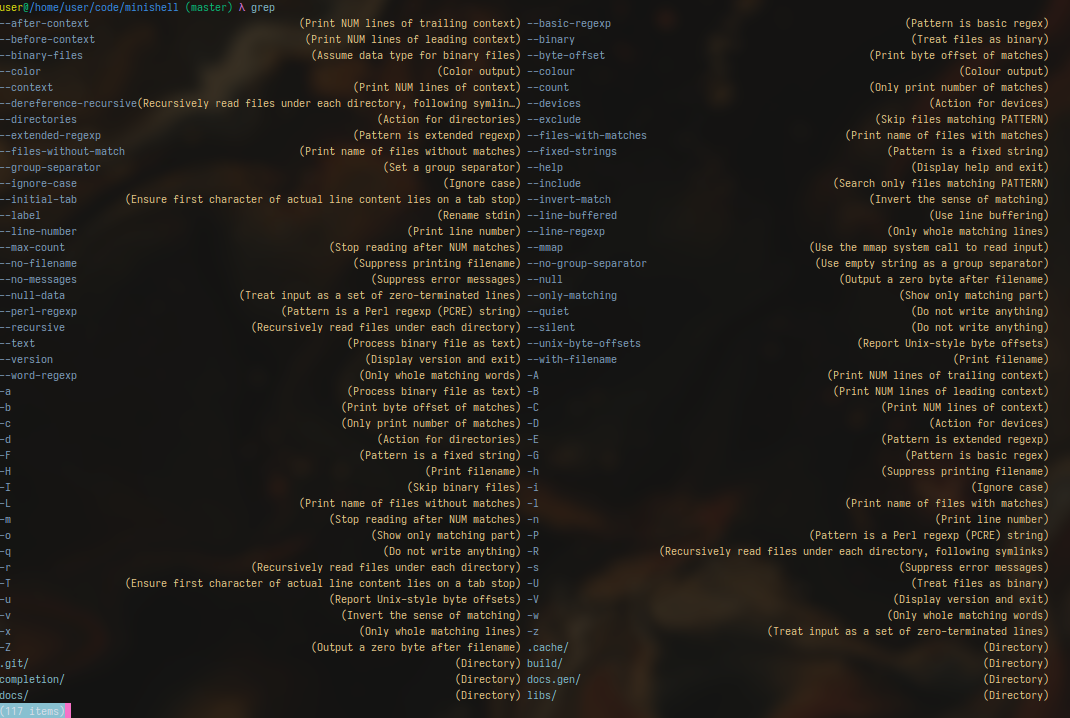 user@/home/user/code/minishell (master) λ grep
--after-context (Print NUM lines of trailing context) --basic-regexp (Pattern is basic regex)
--before-context (Print NUM lines of leading context) --binary (Treat files as binary)
--binary-files (Assume data type for binary files) --byte-offset (Print byte offset of matches)
--color (Color output) --colour (Colour output)
--context (Print NUM lines of context) --count (Only print number of matches)
--dereference-recursive(Recursively read files under each directory, following symlin…) --devices (Action for devices)
--directories (Action for directories) --exclude (Skip files matching PATTERN)
--extended-regexp (Pattern is extended regexp) --files-with-matches (Print name of files with matches)
--files-without-match (Print name of files without matches) --fixed-strings (Pattern is a fixed string)
--group-separator (Set a group separator) --help (Display help and exit)
--ignore-case (Ignore case) --include (Search only files matching PATTERN)
--initial-tab (Ensure first character of actual line content lies on a tab stop) --invert-match (Invert the sense of matching)
--label (Rename stdin) --line-buffered (Use line buffering)
--line-number (Print line number) --line-regexp (Only whole matching lines)
--max-count (Stop reading after NUM matches) --mmap (Use the mmap system call to read input)
--no-filename (Suppress printing filename) --no-group-separator (Use empty string as a group separator)
--no-messages (Suppress error messages) --null (Output a zero byte after filename)
--null-data (Treat input as a set of zero-terminated lines) --only-matching (Show only matching part)
--perl-regexp (Pattern is a Perl regexp (PCRE) string) --quiet (Do not write anything)
--recursive (Recursively read files under each directory) --silent (Do not write anything)
--text (Process binary file as text) --unix-byte-offsets (Report Unix-style byte offsets)
--version (Display version and exit) --with-filename (Print filename)
--word-regexp (Only whole matching words) -A (Print NUM lines of trailing context)
-a (Process binary file as text) -B (Print NUM lines of leading context)
-b (Print byte offset of matches) -C (Print NUM lines of context)
-c (Only print number of matches) -D (Action for devices)
-d (Action for directories) -E (Pattern is extended regexp)
-F (Pattern is a fixed string) -G (Pattern is basic regex)
-H (Print filename) -h (Suppress printing filename)
-I (Skip binary files) -i (Ignore case)
-L (Print name of files without matches) -l (Print name of files with matches)
-m (Stop reading after NUM matches) -n (Print line number)
-o (Show only matching part) -P (Pattern is a Perl regexp (PCRE) string)
-q (Do not write anything) -R (Recursively read files under each directory, following symlinks)
-r (Recursively read files under each directory) -s (Suppress error messages)
-T (Ensure first character of actual line content lies on a tab stop) -U (Treat files as binary)
-u (Report Unix-style byte offsets) -V (Display version and exit)
-v (Invert the sense of matching) -w (Only whole matching words)
-x (Only whole matching lines) -z (Treat input as a set of zero-terminated lines)
-Z (Output a zero byte after filename) .cache/ (Directory)
.git/ (Directory) build/ (Directory)
completion/ (Directory) docs.gen/ (Directory)
docs/ (Directory) libs/ (Directory)
(117 items)